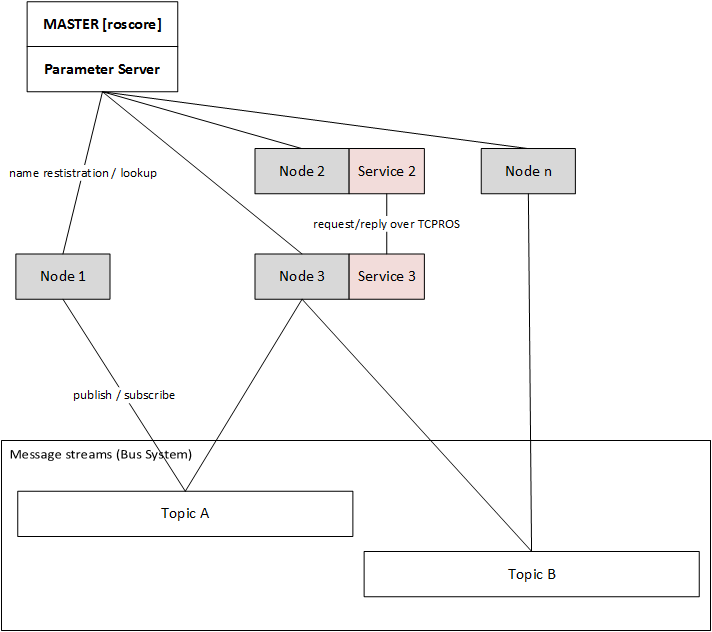 MASTER [roscore]
Parameter Server
name restistration / lookup
Node 2
Service 2
Node n
request/reply over TCPROS
Node 1
Node 3
Service 3
publish / subscribe
Message streams (Bus System)
Topic A
Topic B